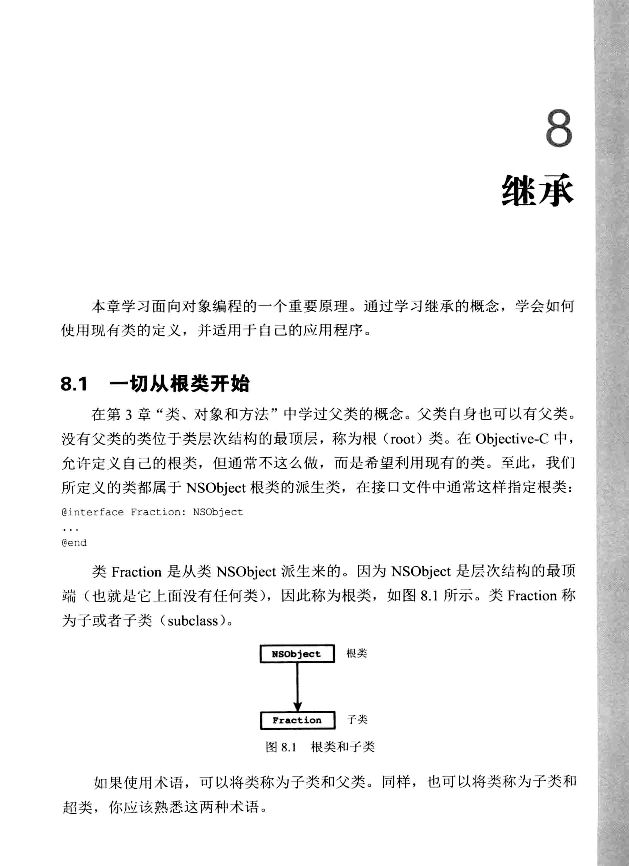 8
继承
本章学习面向对象编程的一个重要原理。通过学习继承的概念，学会如何
使用现有类的定义，并适用于自己的应用程序。
8.1 一切从根类开始
在第 3 章“类、对象和方法”中学过父类的概念。父类自身也可以有父类。
没有父类的类位于类层次结构的最顶层，称为根（root）类。在 Objective-C 中，
允许定义自己的根类，但通常不这么做，而是希望利用现有的类。至此，我们
所定义的类都属于 NSObject 根类的派生类，在接口文件中通常这样指定根类：
@interface Fraction: NSObject
...
@end
类 Fraction 是从类 NSObject 派生来的。因为 NSObject 是层次结构的最顶
端（也就是它上面没有任何类），因此称为根类，如图 8.1 所示。类 Fraction 称
为子或者子类（subclass）。
NSObject 根类
Fraction 子类
图 8.1 根类和子类
如果使用术语，可以将类称为子类和父类。同样，也可以将类称为子类和
超类，你应该熟悉这两种术语。